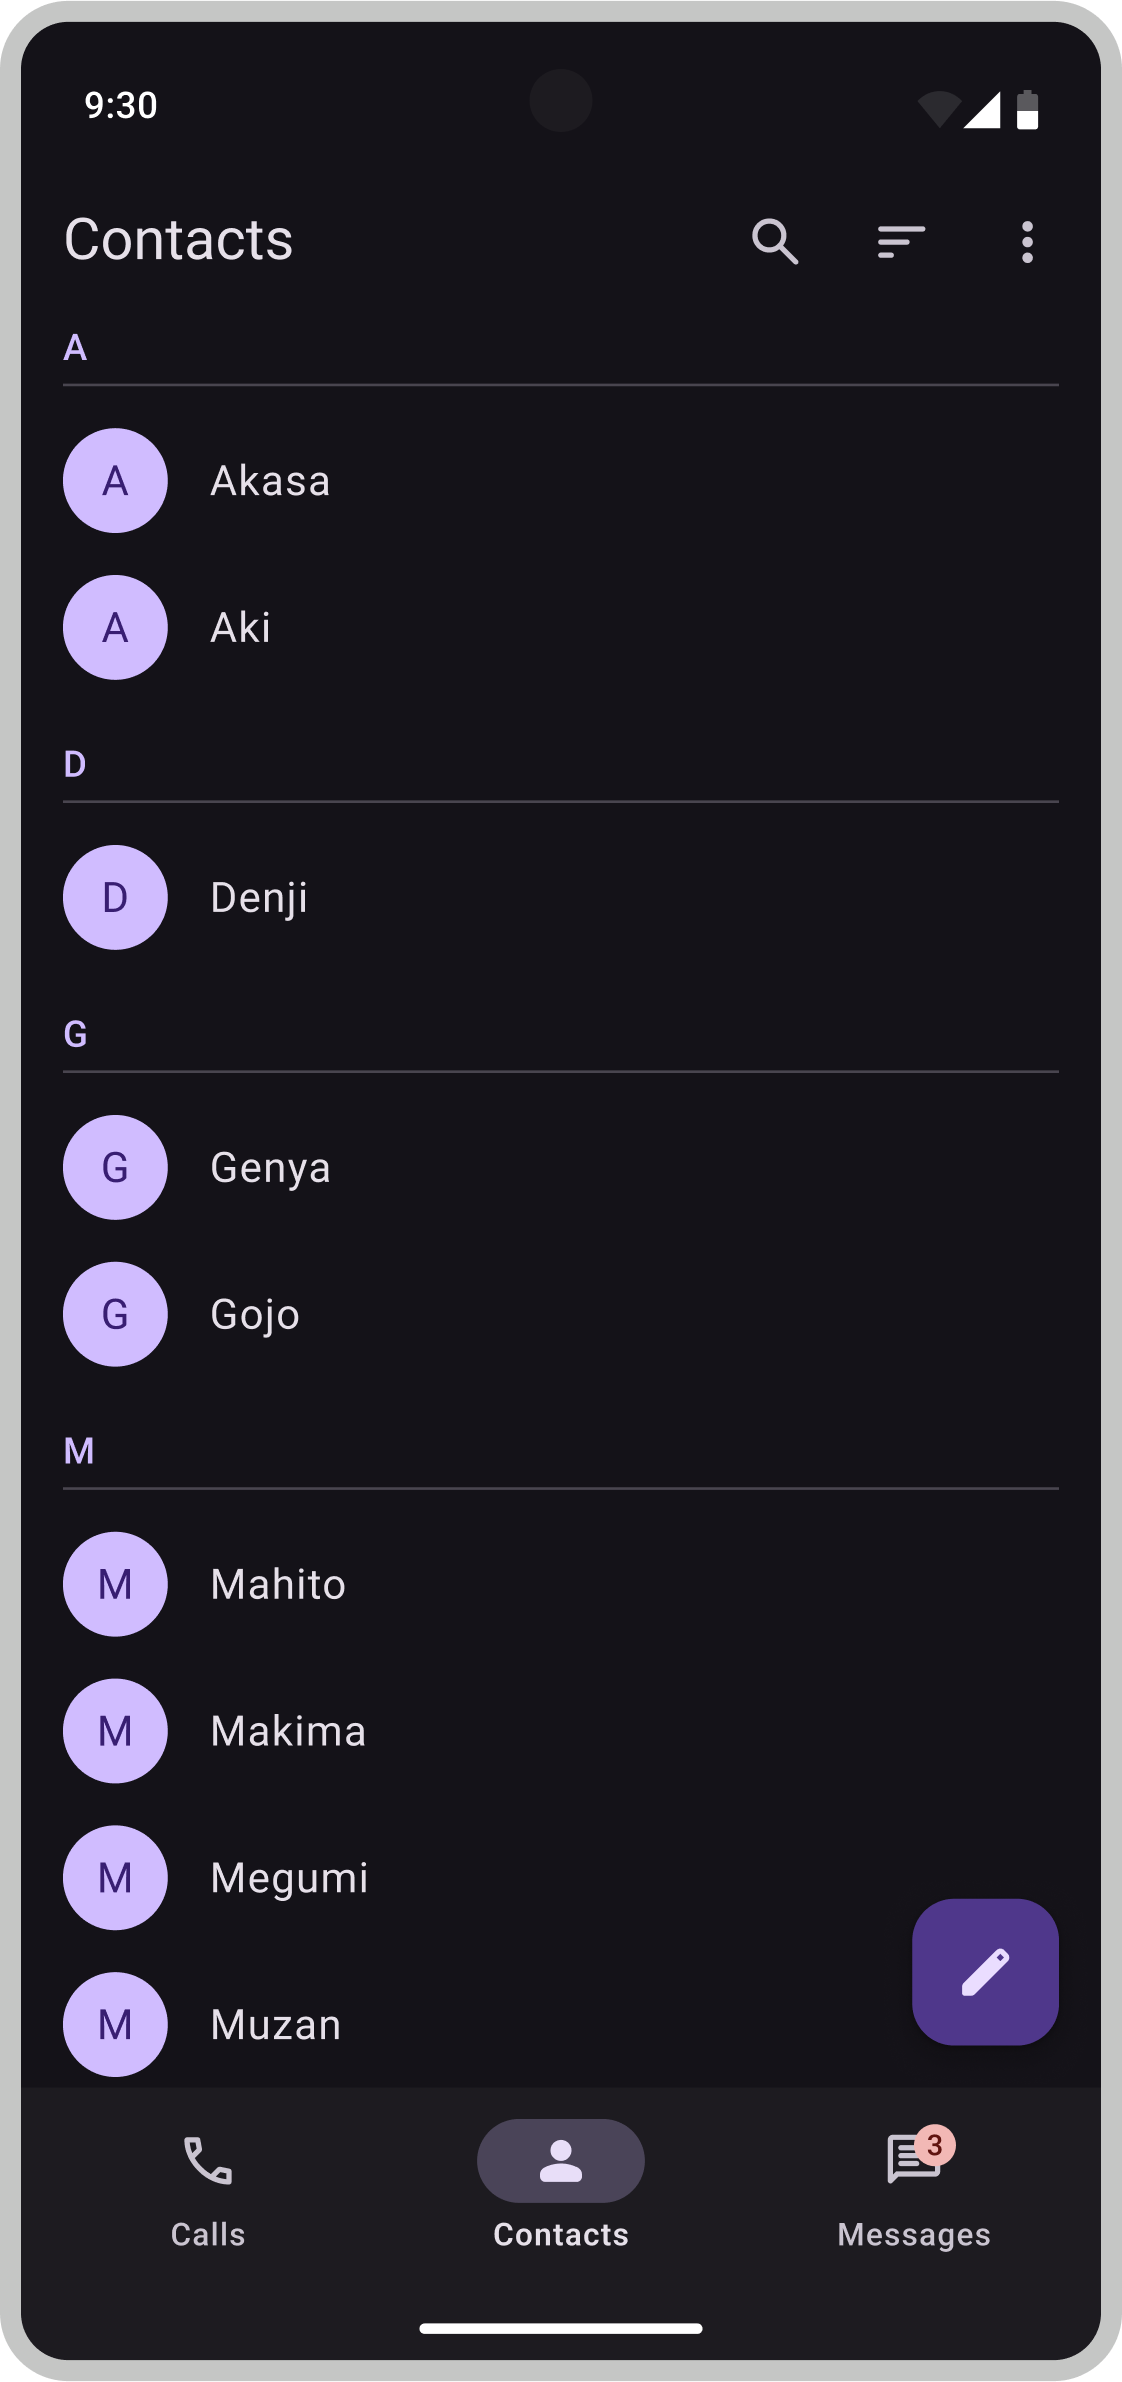 9:30
Contacts
A
A Akasa
A Aki
D
D Denji
G
G Genya
G Gojo
M
M Mahito
M Makima
M Megumi
M Muzan
3
Calls Contacts Messages